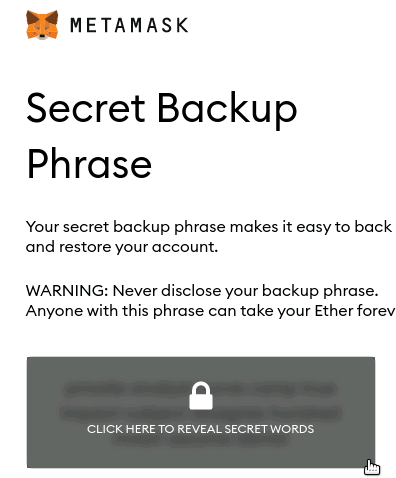 METAMASK
Secret Backup
Phrase
Your secret backup phrase makes it easy to back
and restore your account.
WARNING: Never disclose your backup phrase.
Anyone with this phrase can take your Ether forev
CLICK HERE TO REVEAL SECRET WORDS